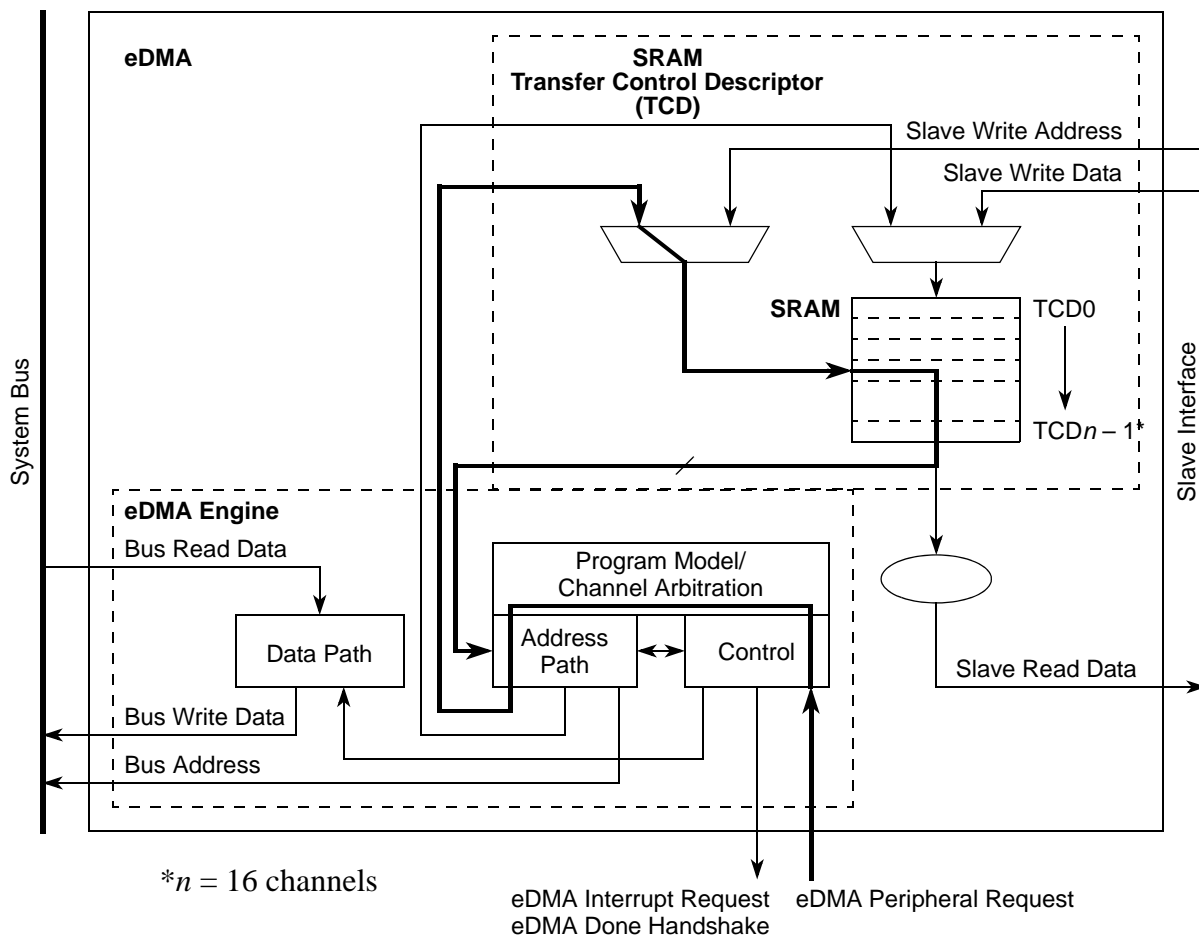 eDMA
SRAM
Transfer Control Descriptor
(TCD)
Slave Write Address
Slave Write Data
SRAM
TCD0
TCDn – 1*
System Bus
Slave Interface
eDMA Engine
Bus Read Data
Program Model/
Channel Arbitration
Data Path
Address
Path
Control
Slave Read Data
Bus Write Data
Bus Address
*n = 16 channels
eDMA Interrupt Request
eDMA Done Handshake
eDMA Peripheral Request